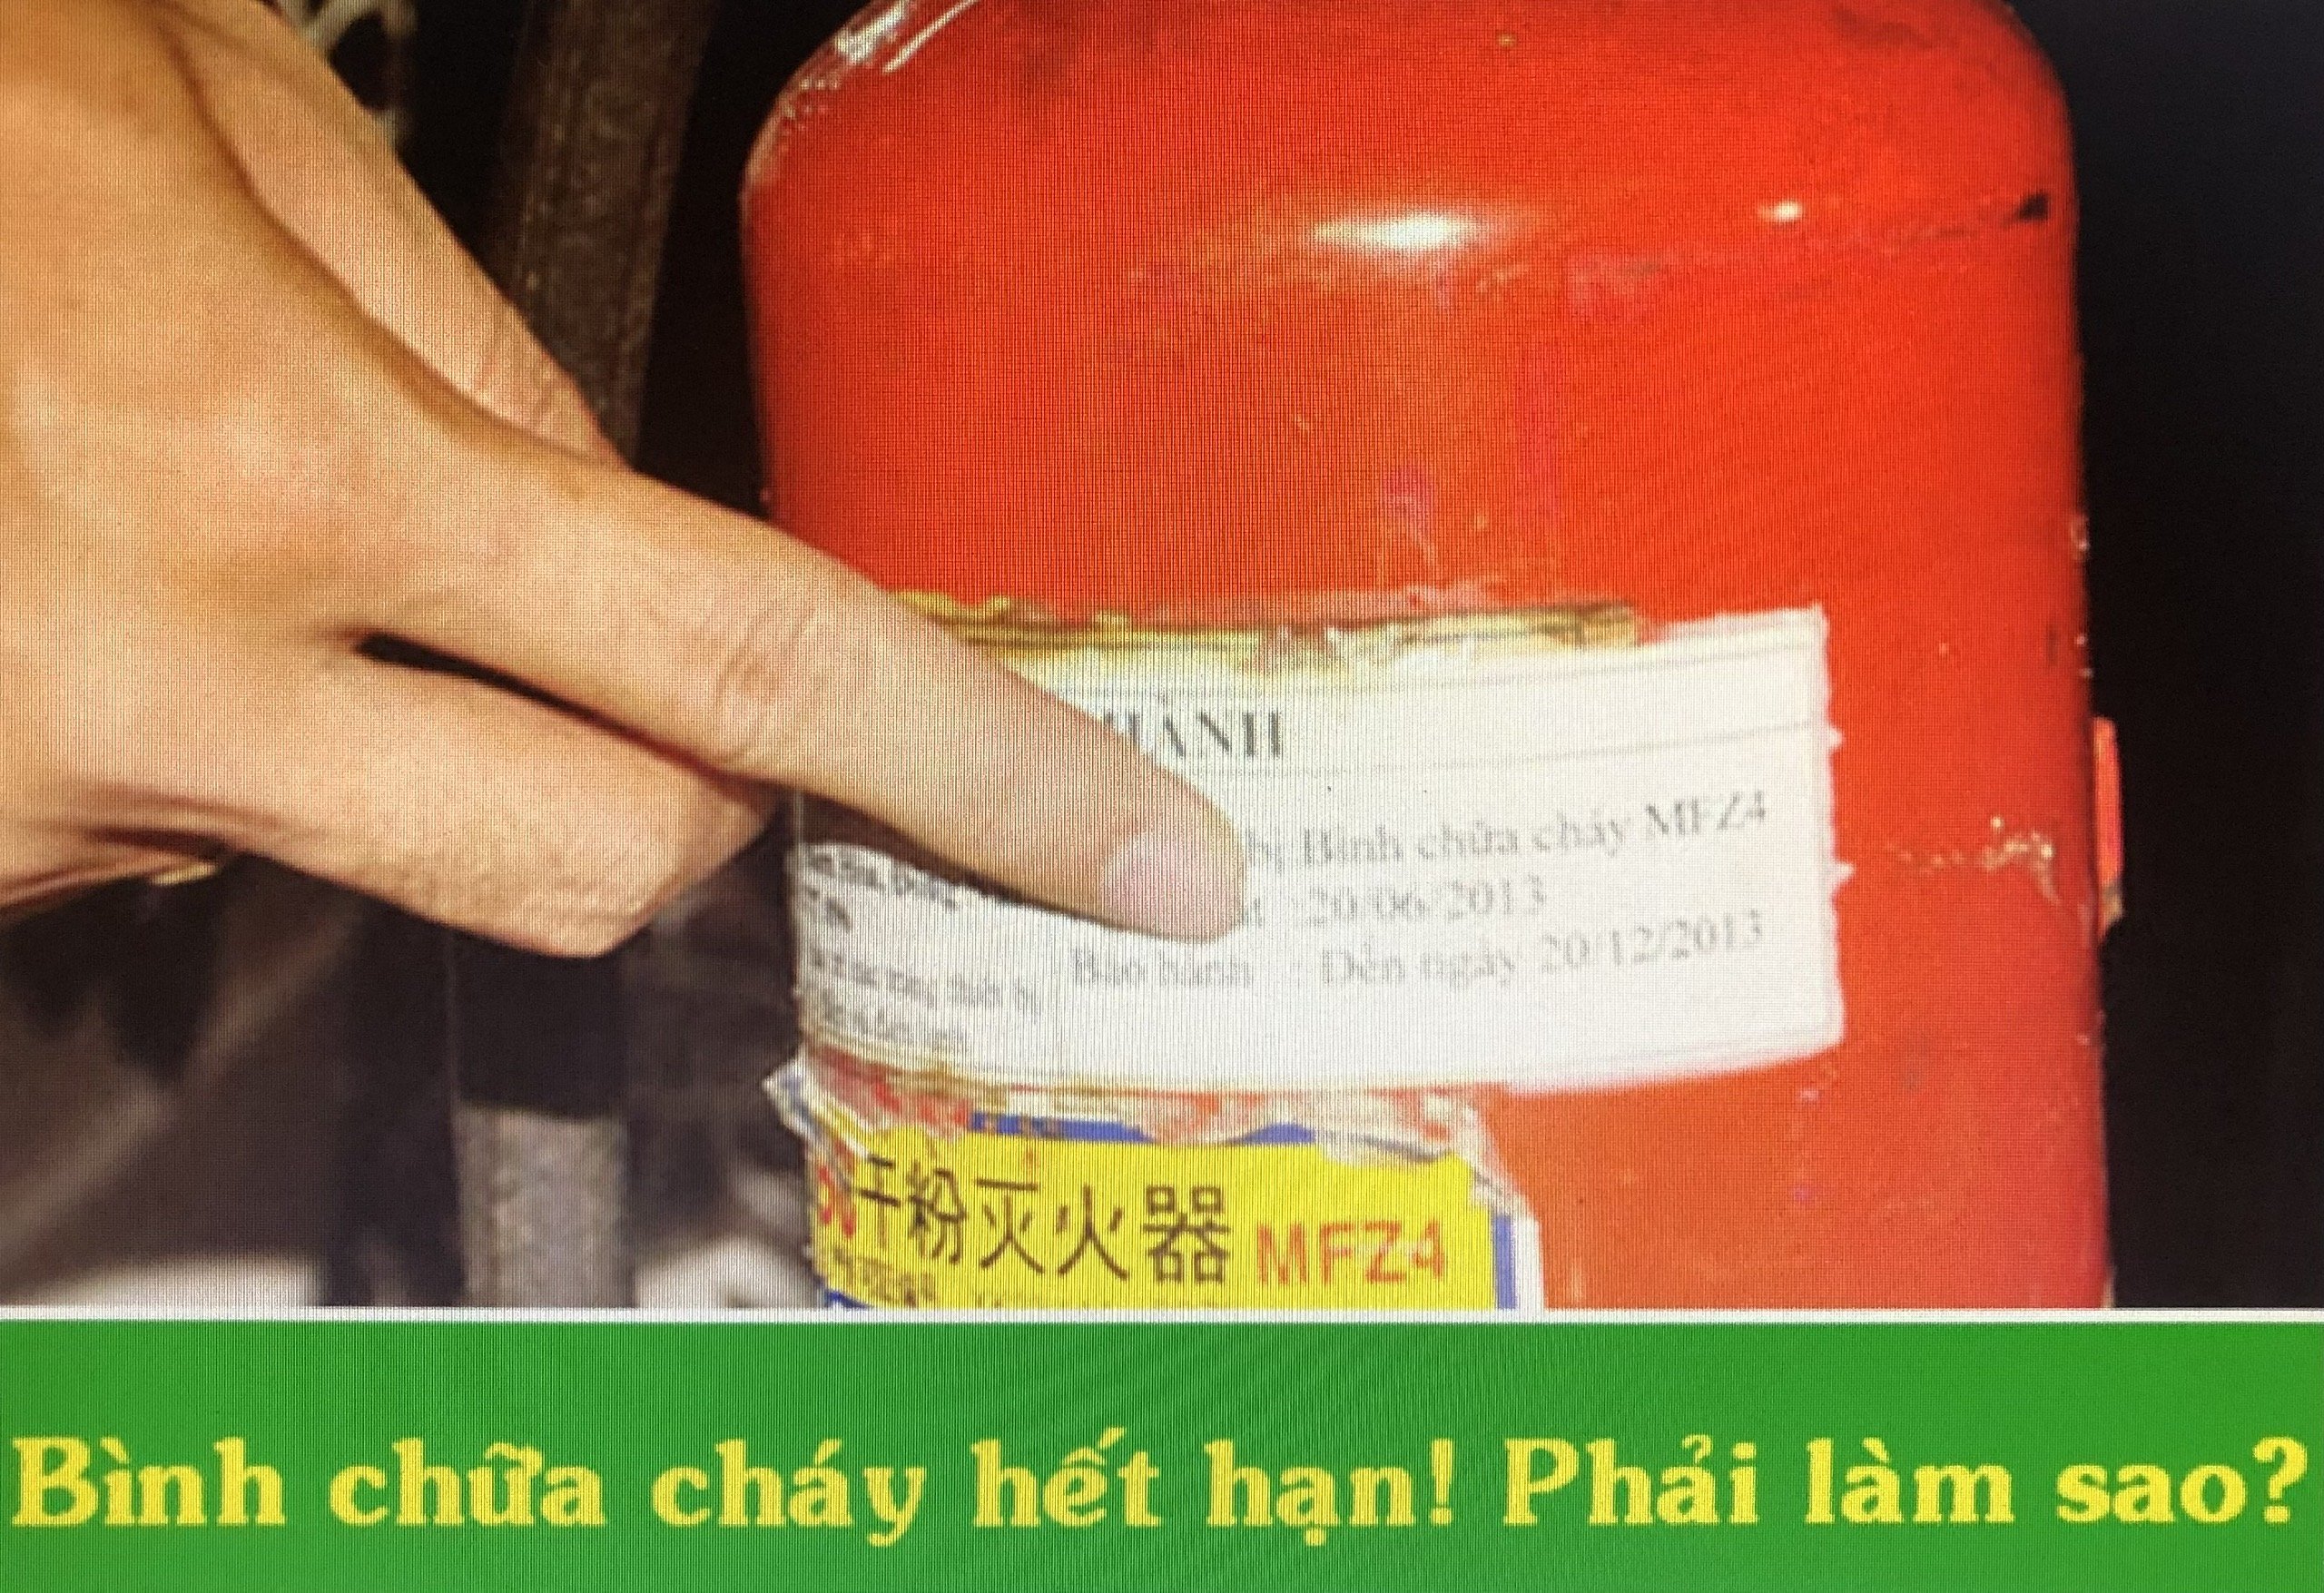 HÀNH
bị Bình chữa cháy MFZ4
: 20/06/2013
Bảo hành : Đến ngày 20/12/2013
干粉灭火器 MFZ4
Bình chữa cháy hết hạn! Phải làm sao?